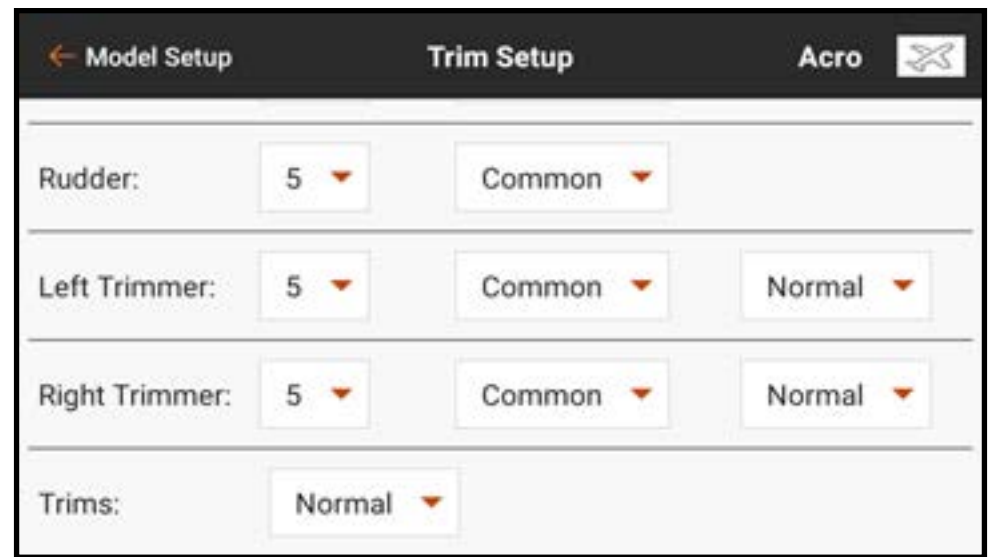 ← Model Setup Trim Setup Acro
Rudder: 5 Common
Left Trimmer: 5 Common Normal
Right Trimmer: 5 Common Normal
Trims: Normal